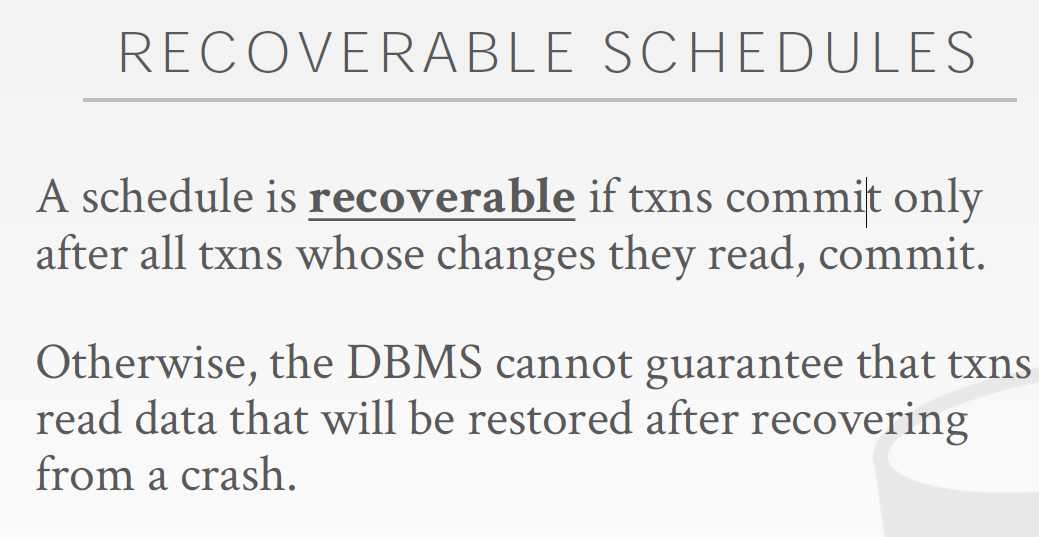 RECOVERABLE SCHEDULES
A schedule is recoverable if txns commit only
after all txns whose changes they read, commit.
Otherwise, the DBMS cannot guarantee that txns
read data that will be restored after recovering
from a crash.